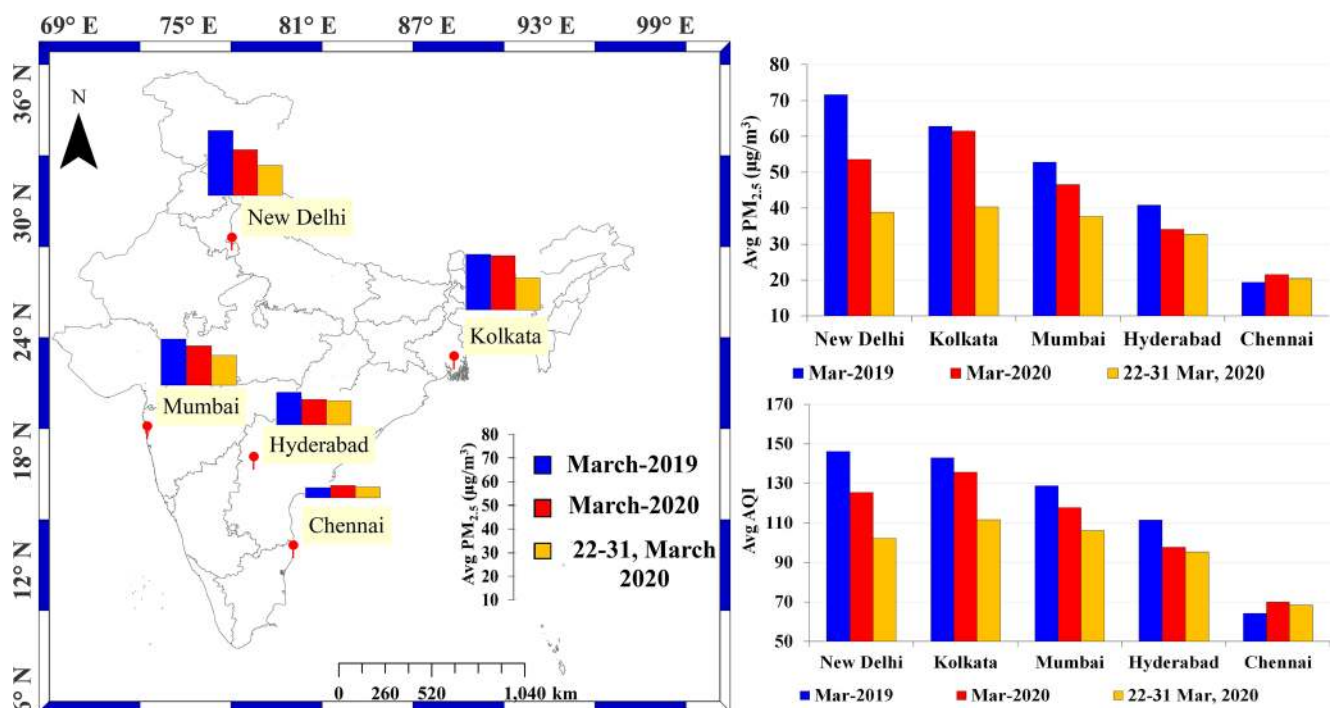 69° E 75° E 81° E 87° E 93° E 99° E
36° N
30° N
24° N
18° N
12° N
6° N
N
New Delhi
Kolkata
Mumbai
Hyderabad
Chennai
Avg PM2.5 (µg/m³)
80
70
60
50
40
30
20
10
March-2019
March-2020
22-31, March
2020
0 260 520 1,040 km
Avg PM2.5 (µg/m³)
80
70
60
50
40
30
20
10
New Delhi Kolkata Mumbai Hyderabad Chennai
Mar-2019 Mar-2020 22-31 Mar, 2020
Avg AQI
170
150
130
110
90
70
50
New Delhi Kolkata Mumbai Hyderabad Chennai
Mar-2019 Mar-2020 22-31 Mar, 2020